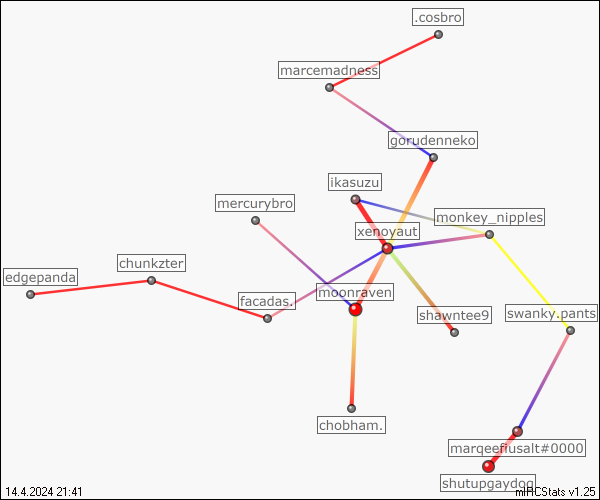 .cosbro
marcemadness
gorudenneko
ikasuzu
mercurybro
monkey_nipples
xenoyaut
chunkzter
edgepanda
moonraven
facadas.
shawntee9
swanky.pants
chobham.
marqeefiusalt#0000
shutupgaydog
14.4.2024 21:41
mIRCStats v1.25